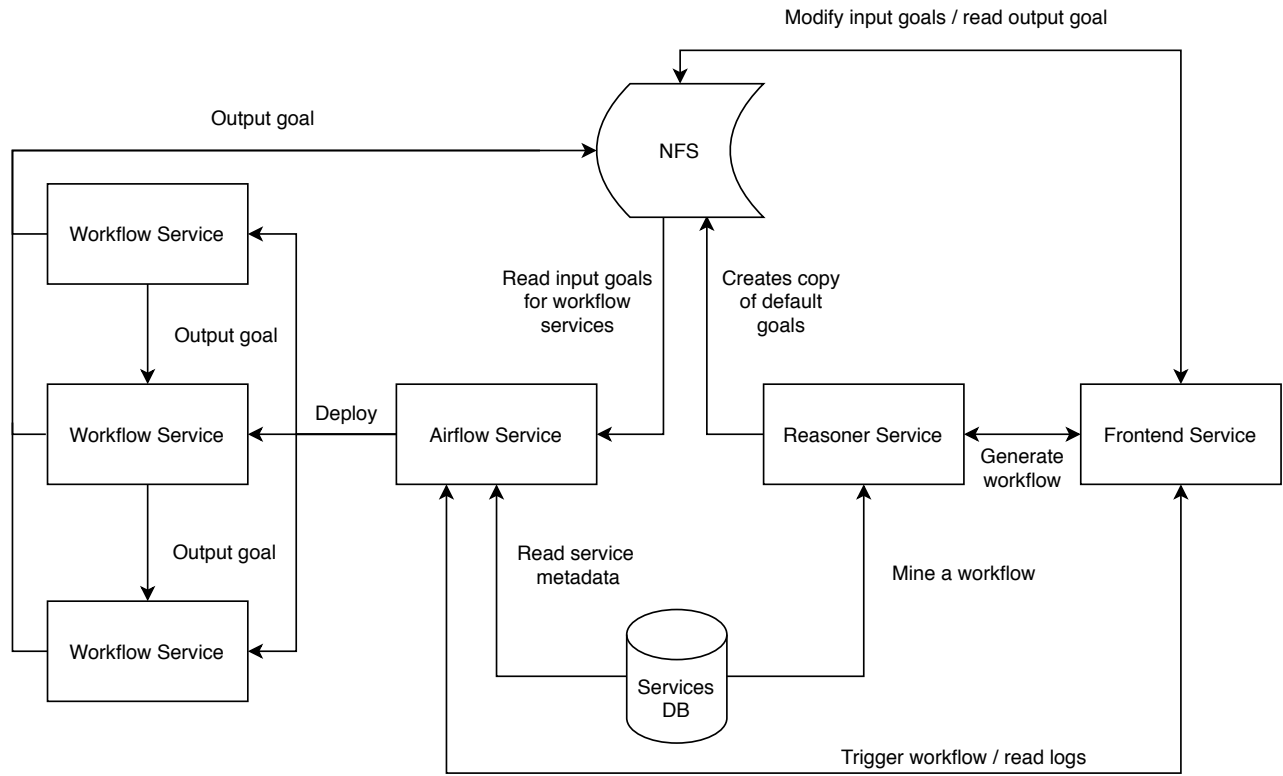 Modify input goals / read output goal
Output goal
NFS
Workflow Service
Read input goals
for workflow
services
Creates copy
of default
goals
Output goal
Workflow Service
Deploy
Airflow Service
Reasoner Service
Generate
workflow
Frontend Service
Output goal
Read service
metadata
Mine a workflow
Workflow Service
Services
DB
Trigger workflow / read logs